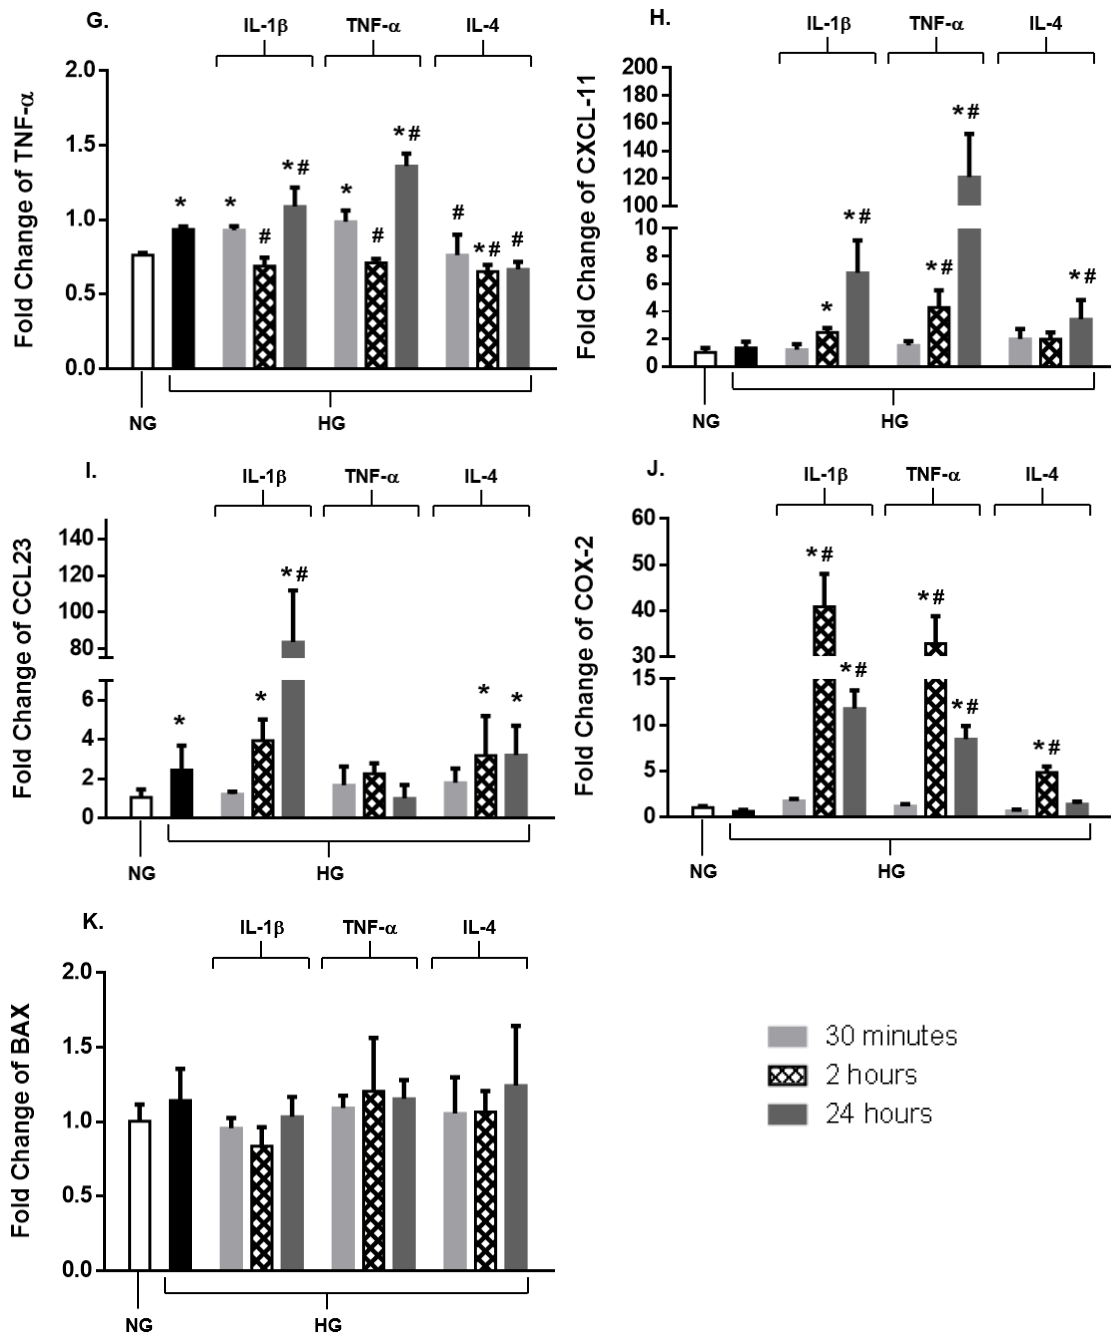 G.
IL-1β TNF-α IL-4
Fold Change of TNF-α
2.0
1.5
1.0
0.5
0.0
* * # *# * # *# # *# #
NG HG
H.
IL-1β TNF-α IL-4
Fold Change of CXCL-11
200
180
160
140
120
100
10
8
6
4
2
0
* *# *# *# *#
NG HG
I.
IL-1β TNF-α IL-4
Fold Change of CCL23
140
120
100
80
6
4
2
0
* * *# * *
NG HG
J.
IL-1β TNF-α IL-4
Fold Change of COX-2
60
50
40
30
15
10
5
0
*# *# *# *# *#
NG HG
K.
IL-1β TNF-α IL-4
Fold Change of BAX
2.0
1.5
1.0
0.5
0.0
NG HG
30 minutes
2 hours
24 hours